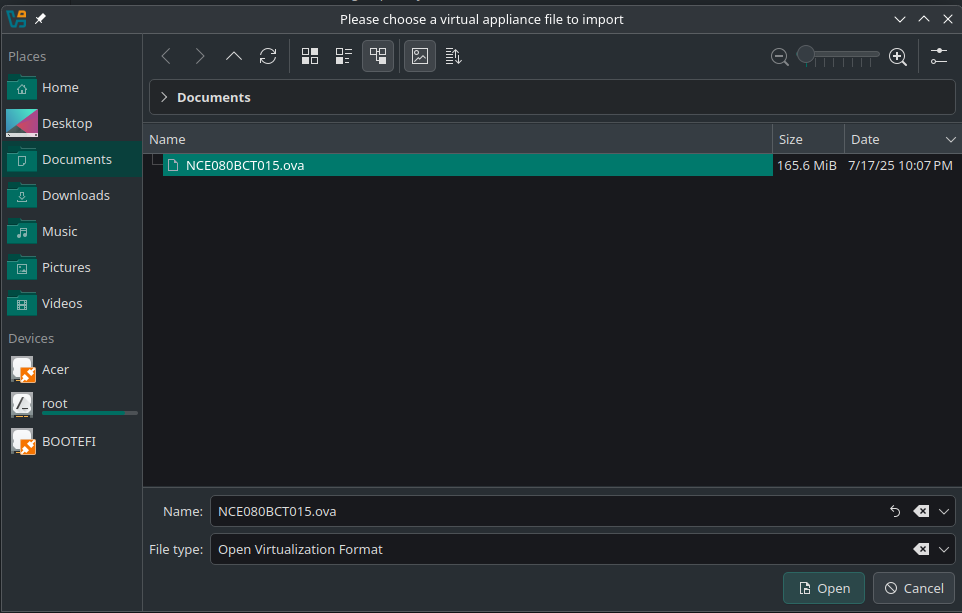 Please choose a virtual appliance file to import
Places
Home
Desktop
Documents
Downloads
Music
Pictures
Videos
Devices
Acer
root
BOOTEFI
Documents
Name Size Date
NCE080BCT015.ova 165.6 MiB 7/17/25 10:07 PM
Name: NCE080BCT015.ova
File type: Open Virtualization Format
Open Cancel